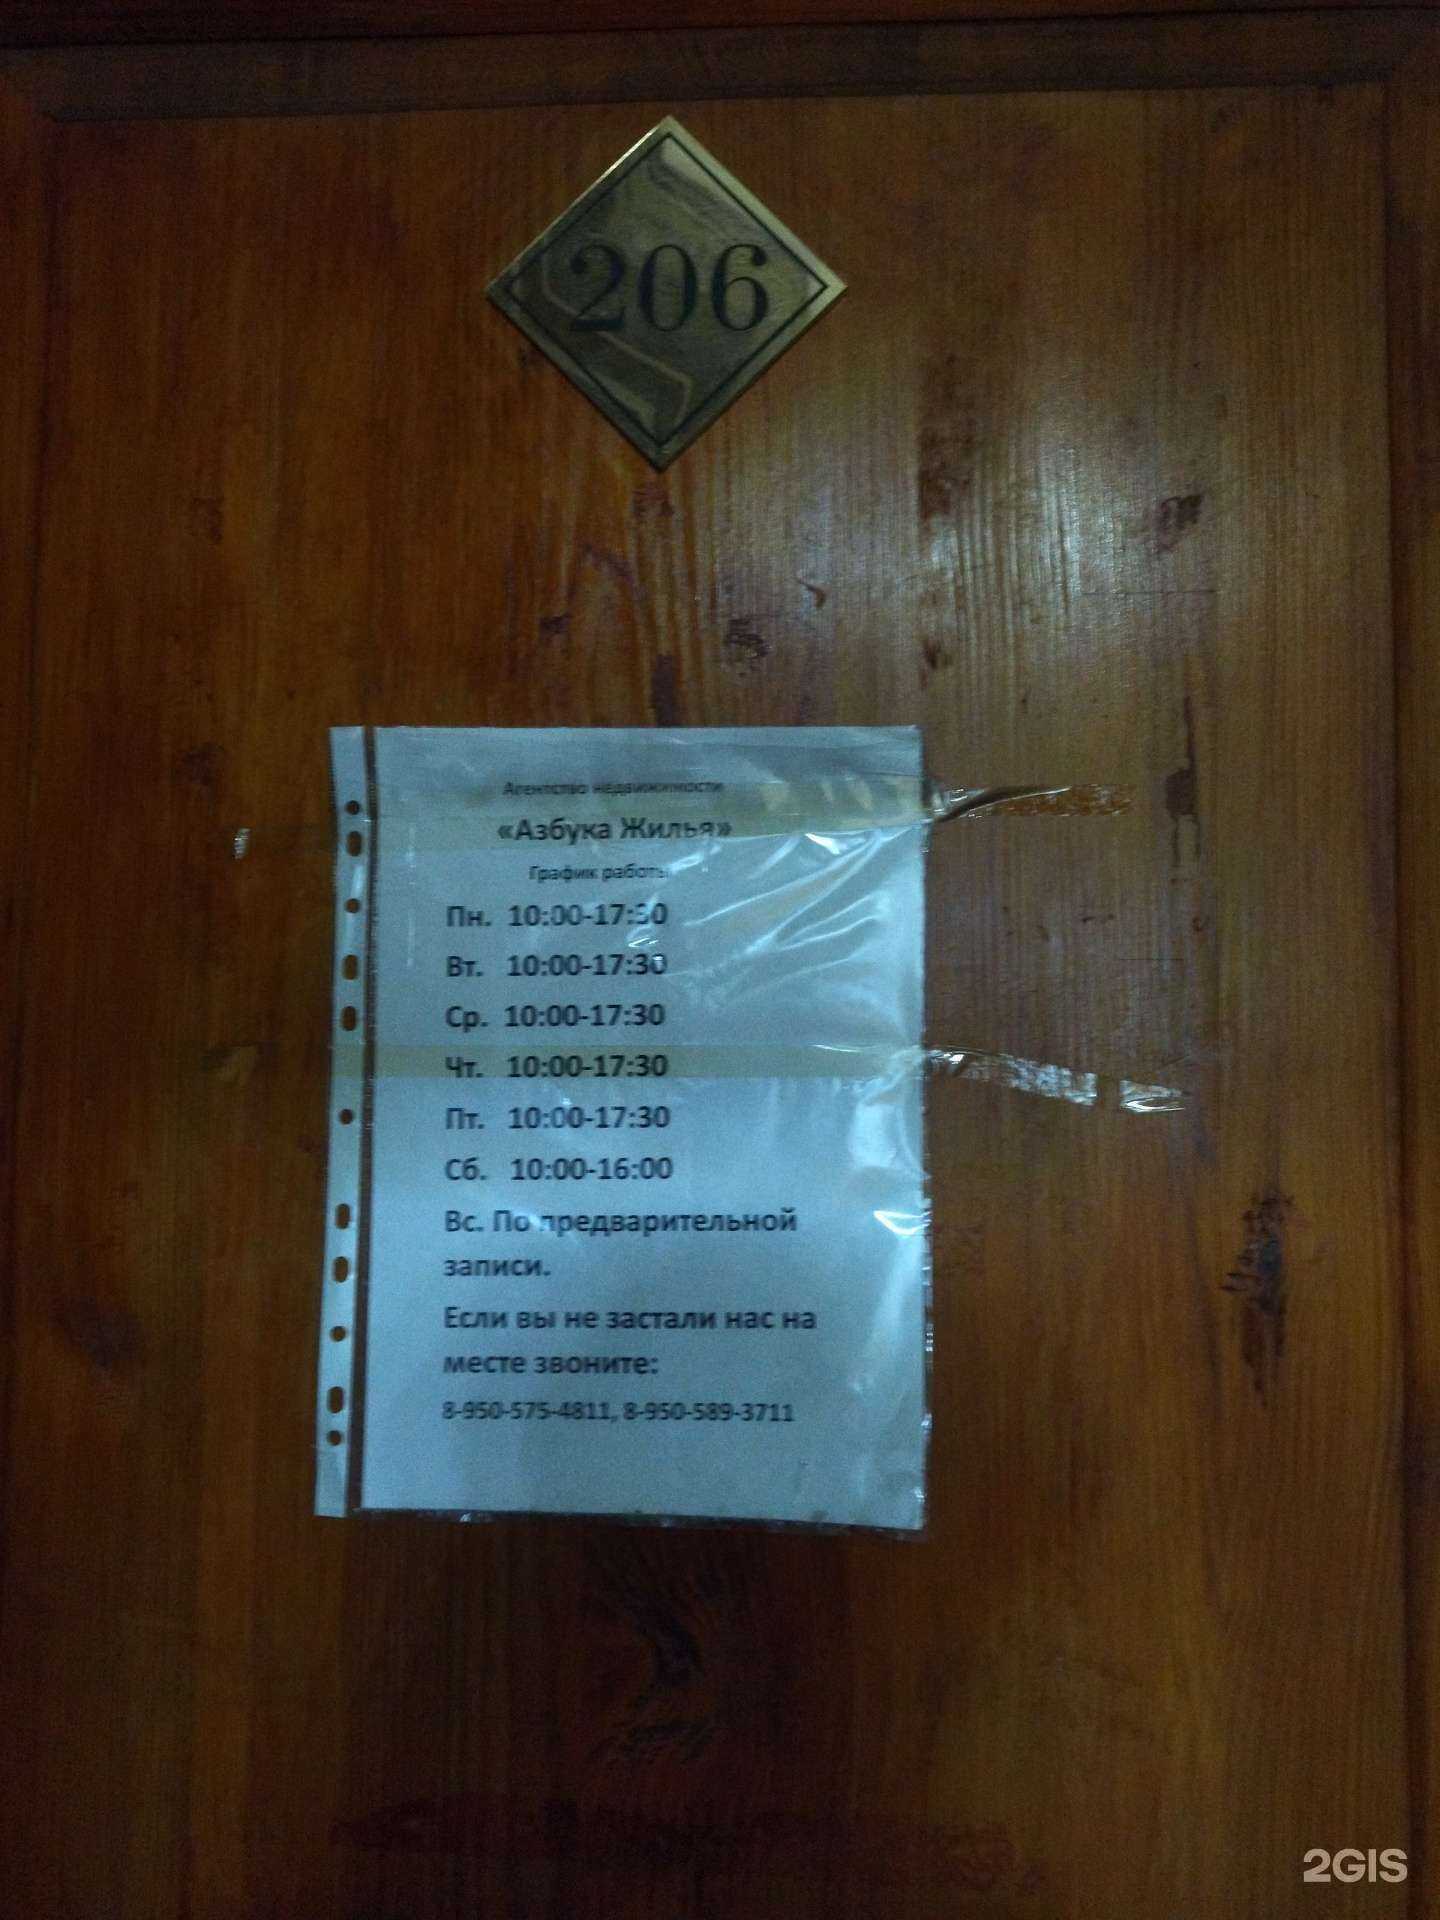 206
Агентство недвижимости
«Азбука Жилья»
График работы
Пн. 10:00-17:30
Вт. 10:00-17:30
Ср. 10:00-17:30
Чт. 10:00-17:30
Пт. 10:00-17:30
Сб. 10:00-16:00
Вс. По предварительной
записи.
Если вы не застали нас на
месте звоните:
8-950-575-4811, 8-950-589-3711
2GIS